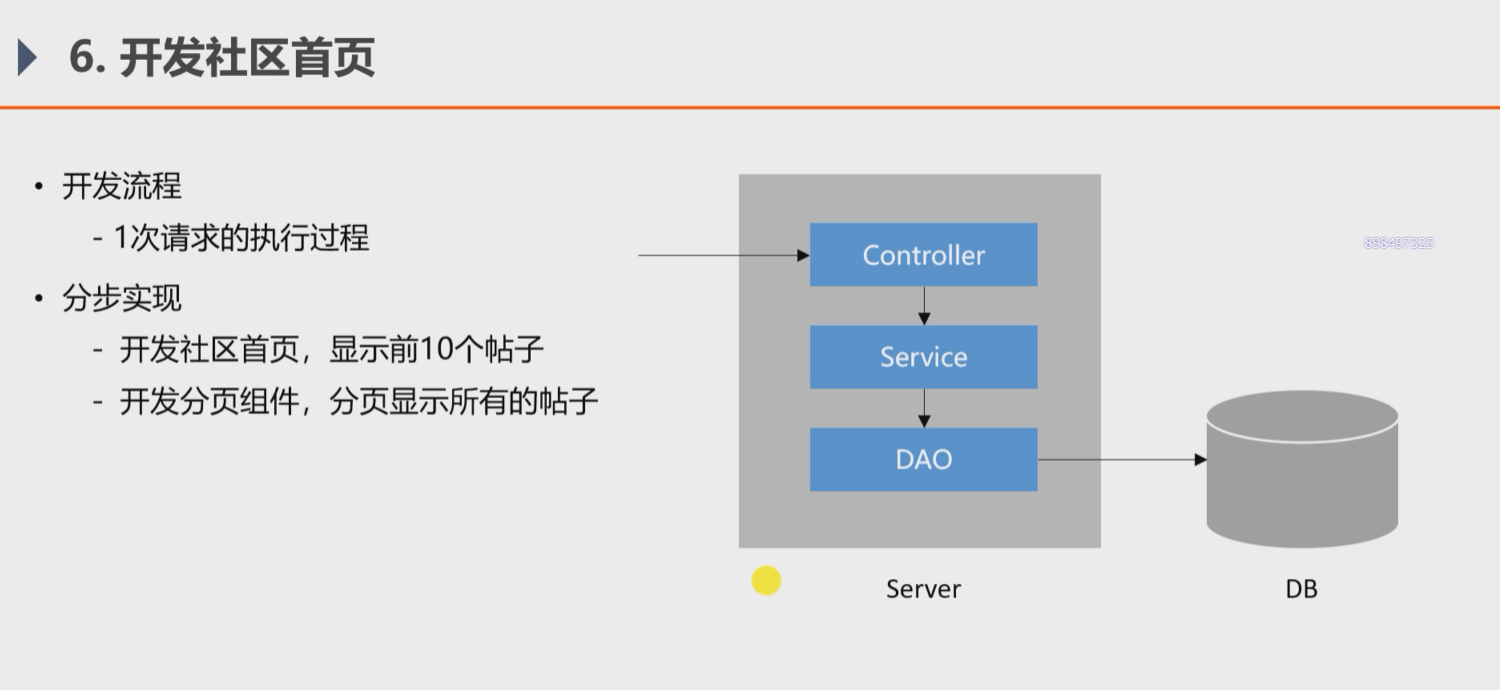 6. 开发社区首页
• 开发流程
- 1次请求的执行过程
• 分步实现
- 开发社区首页，显示前10个帖子
- 开发分页组件，分页显示所有的帖子
Controller
Service
DAO
Server
DB
898497325